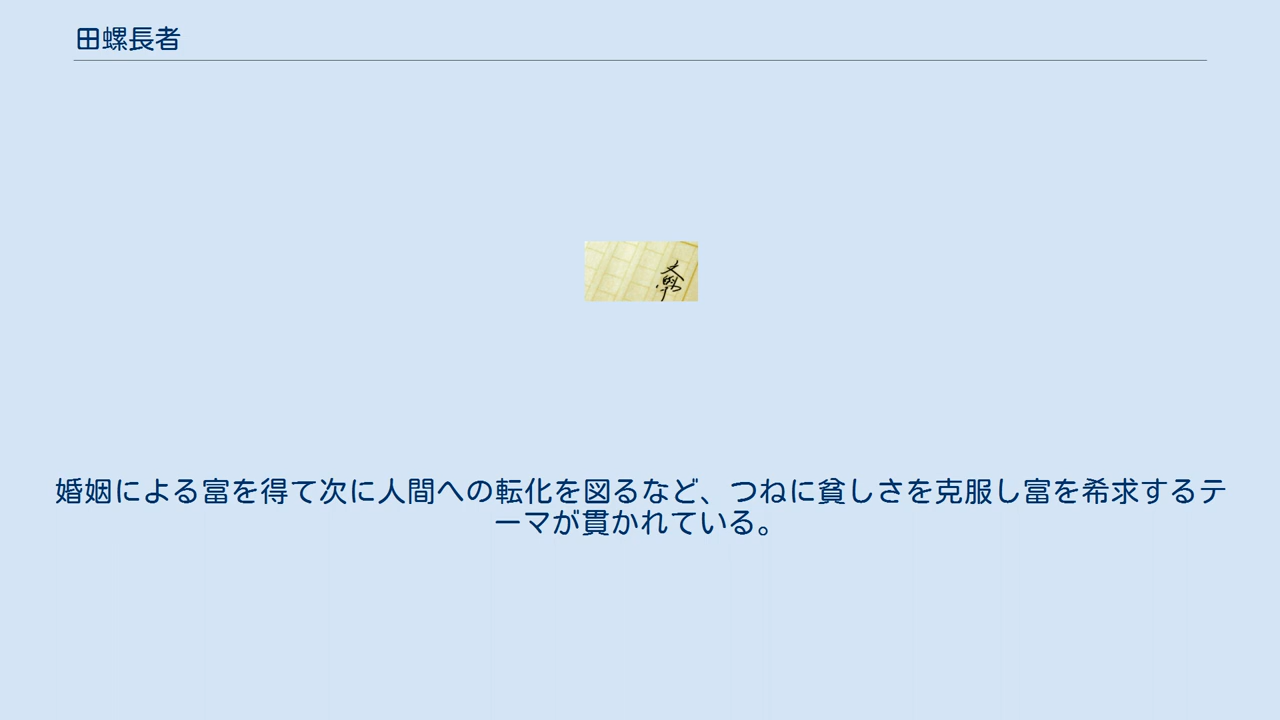 田螺長者
婚姻による富を得て次に人間への転化を図るなど、つねに貧しさを克服し富を希求するテ
ーマが貫かれている。